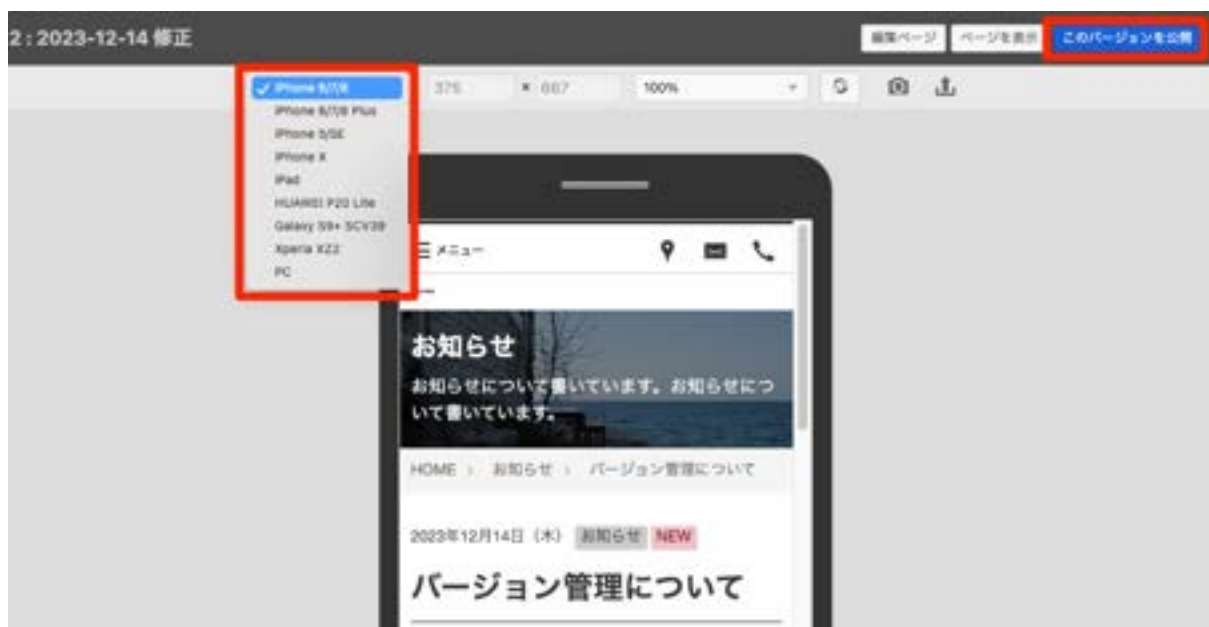 2 : 2023-12-14 修正
編集ページ
ページを表示
このバージョンを公開
iPhone 6/7/8
375
× 667
100%
iPhone 6/7/8 Plus
iPhone 5/SE
iPhone X
iPad
HUAWEI P20 Lite
Galaxy S9+ SCV39
Xperia XZ2
PC
メニュー
お知らせ
お知らせについて書いています。お知らせにつ
いて書いています。
HOME › お知らせ › バージョン管理について
2023年12月14日（木） お知らせ NEW
バージョン管理について